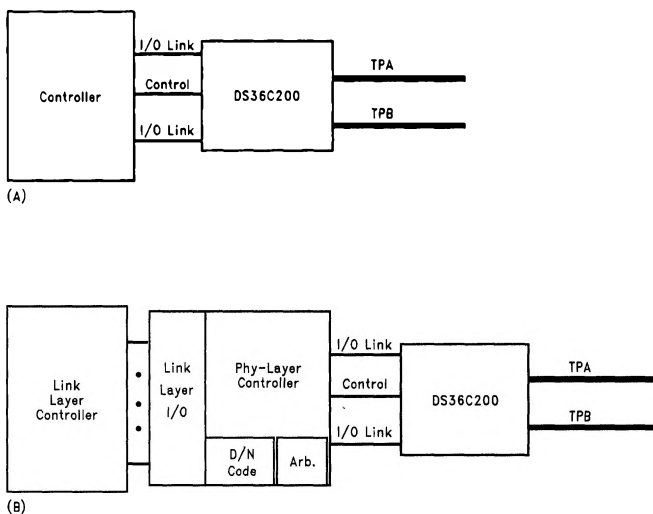 I/O Link
TPA
Controller
Control
DS36C200
TPB
I/O Link
(A)
I/O Link
Link
Layer
Controller
Link
Layer
I/O
Phy-Layer
Controller
Control
TPA
DS36C200
TPB
I/O Link
D/N
Code
Arb.
(B)